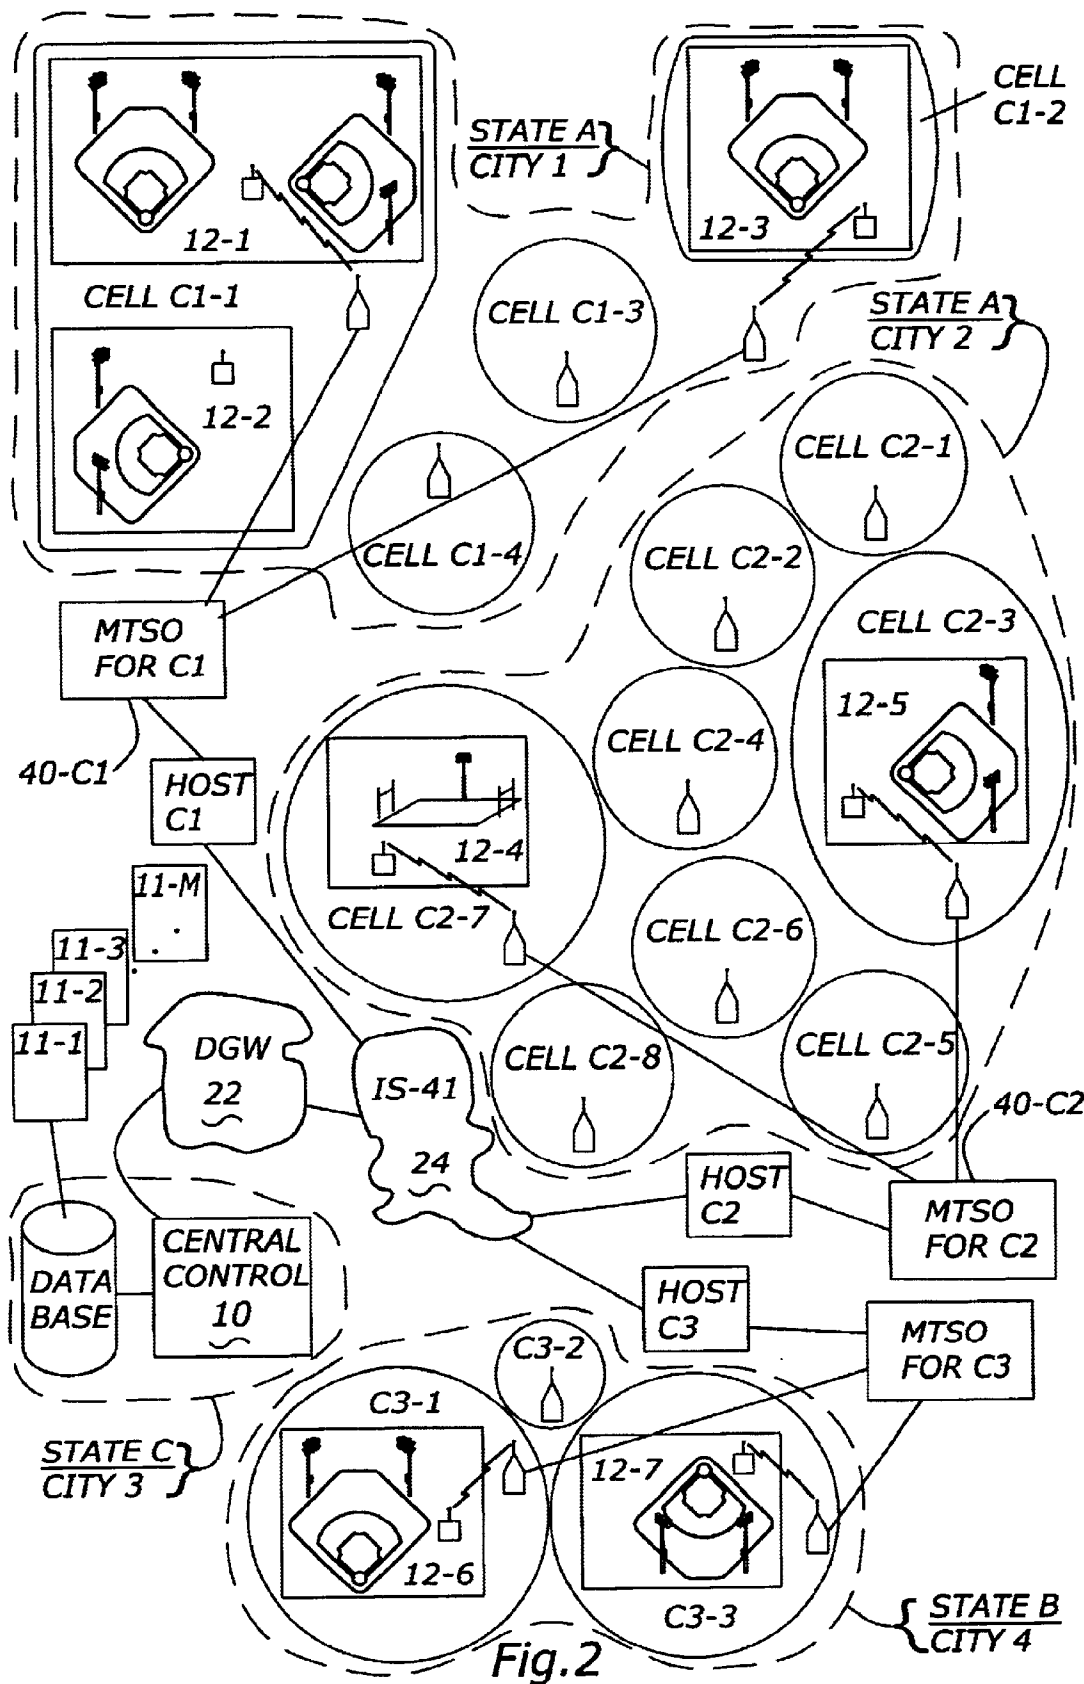 CELL
C1-2
STATE A
CITY 1
12-1
12-3
CELL C1-1
CELL C1-3
STATE A
CITY 2
12-2
CELL C2-1
CELL C1-4
CELL C2-2
CELL C2-3
MTSO
FOR C1
12-5
CELL C2-4
40-C1
HOST
C1
12-4
11-M
CELL C2-7
CELL C2-6
11-3
11-2
11-1
DGW
22
IS-41
24
CELL C2-8
CELL C2-5
40-C2
HOST
C2
MTSO
FOR C2
DATA
BASE
CENTRAL
CONTROL
10
HOST
C3
MTSO
FOR C3
C3-2
C3-1
STATE C
CITY 3
12-7
12-6
C3-3
STATE B
CITY 4
Fig.2